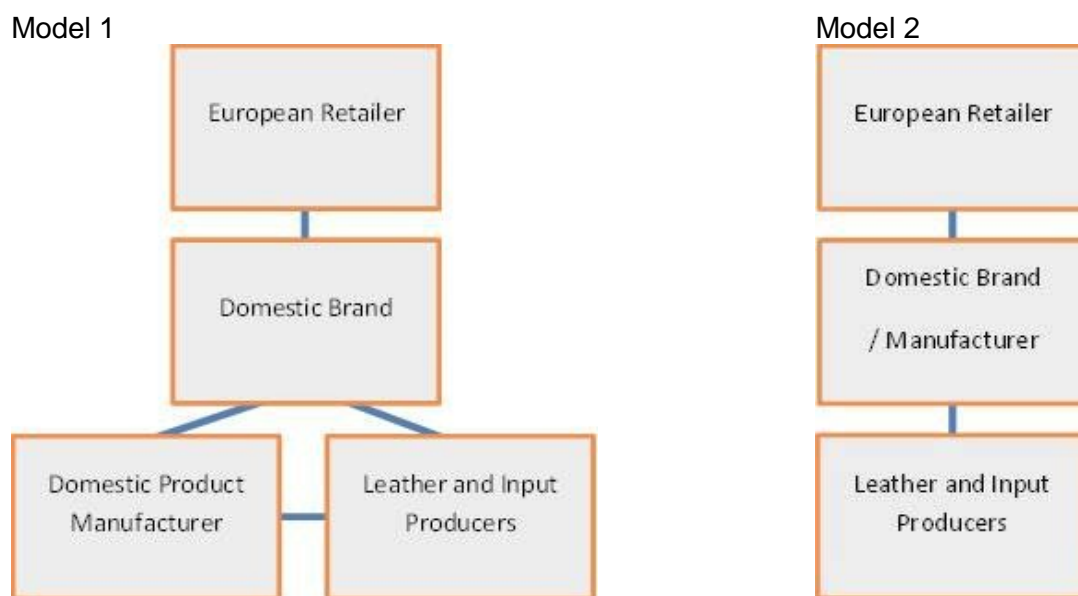 Model 1
European Retailer
Domestic Brand
Domestic Product
Manufacturer
Leather and Input
Producers
Model 2
European Retailer
Domestic Brand
/ Manufacturer
Leather and Input
Producers